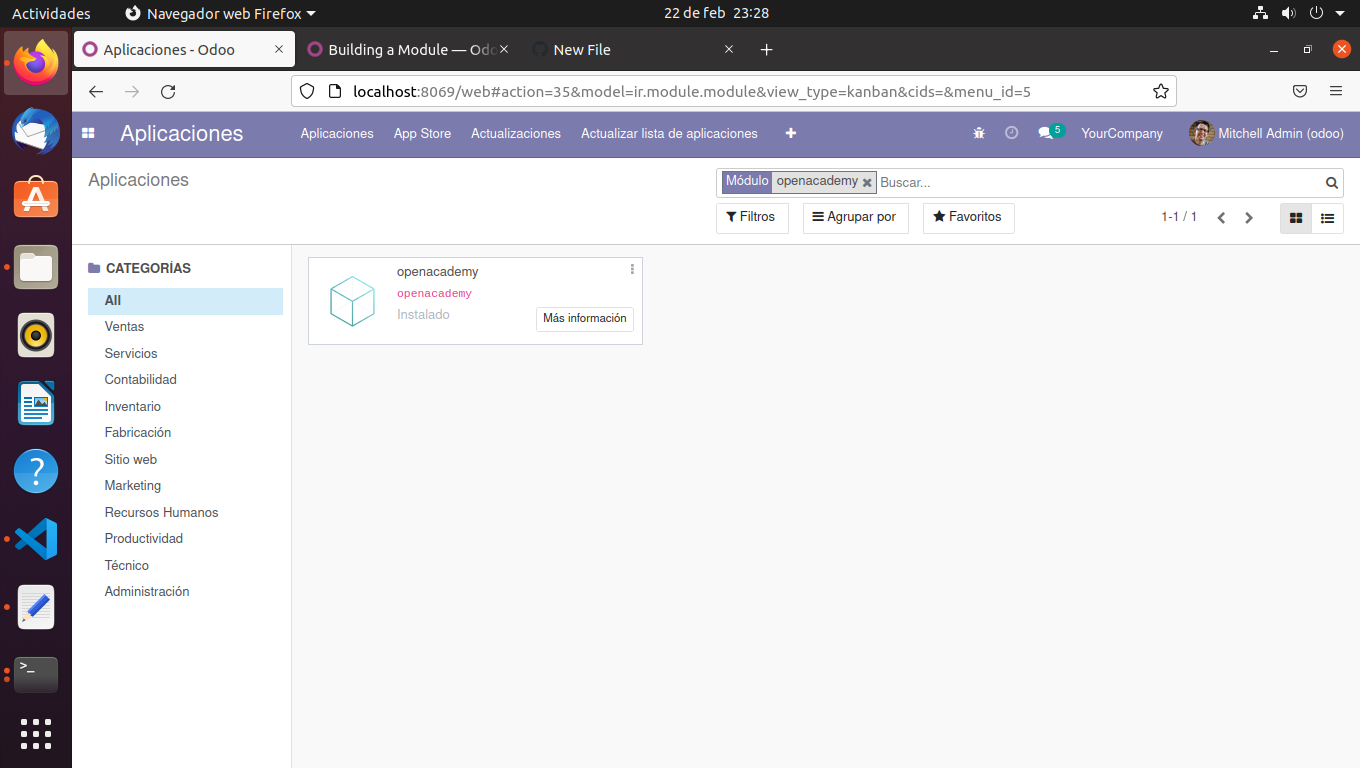 Actividades Navegador web Firefox 22 de feb 23:28
Aplicaciones - Odoo Building a Module — Odo New File
localhost:8069/web#action=35&model=ir.module.module&view_type=kanban&cids=&menu_id=5
Aplicaciones Aplicaciones App Store Actualizaciones Actualizar lista de aplicaciones 5 YourCompany Mitchell Admin (odoo)
Aplicaciones Módulo openacademy Buscar...
Filtros Agrupar por Favoritos 1-1 / 1
CATEGORÍAS
All
Ventas
Servicios
Contabilidad
Inventario
Fabricación
Sitio web
Marketing
Recursos Humanos
Productividad
Técnico
Administración
openacademy
openacademy
Instalado Más información